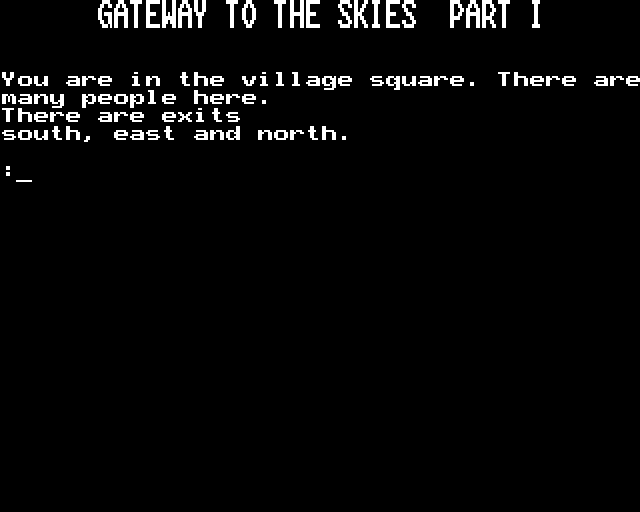 GATEWAY TO THE SKIES  PART I
You are in the village square. There are
many people here.
There are exits
south, east and north.
:_